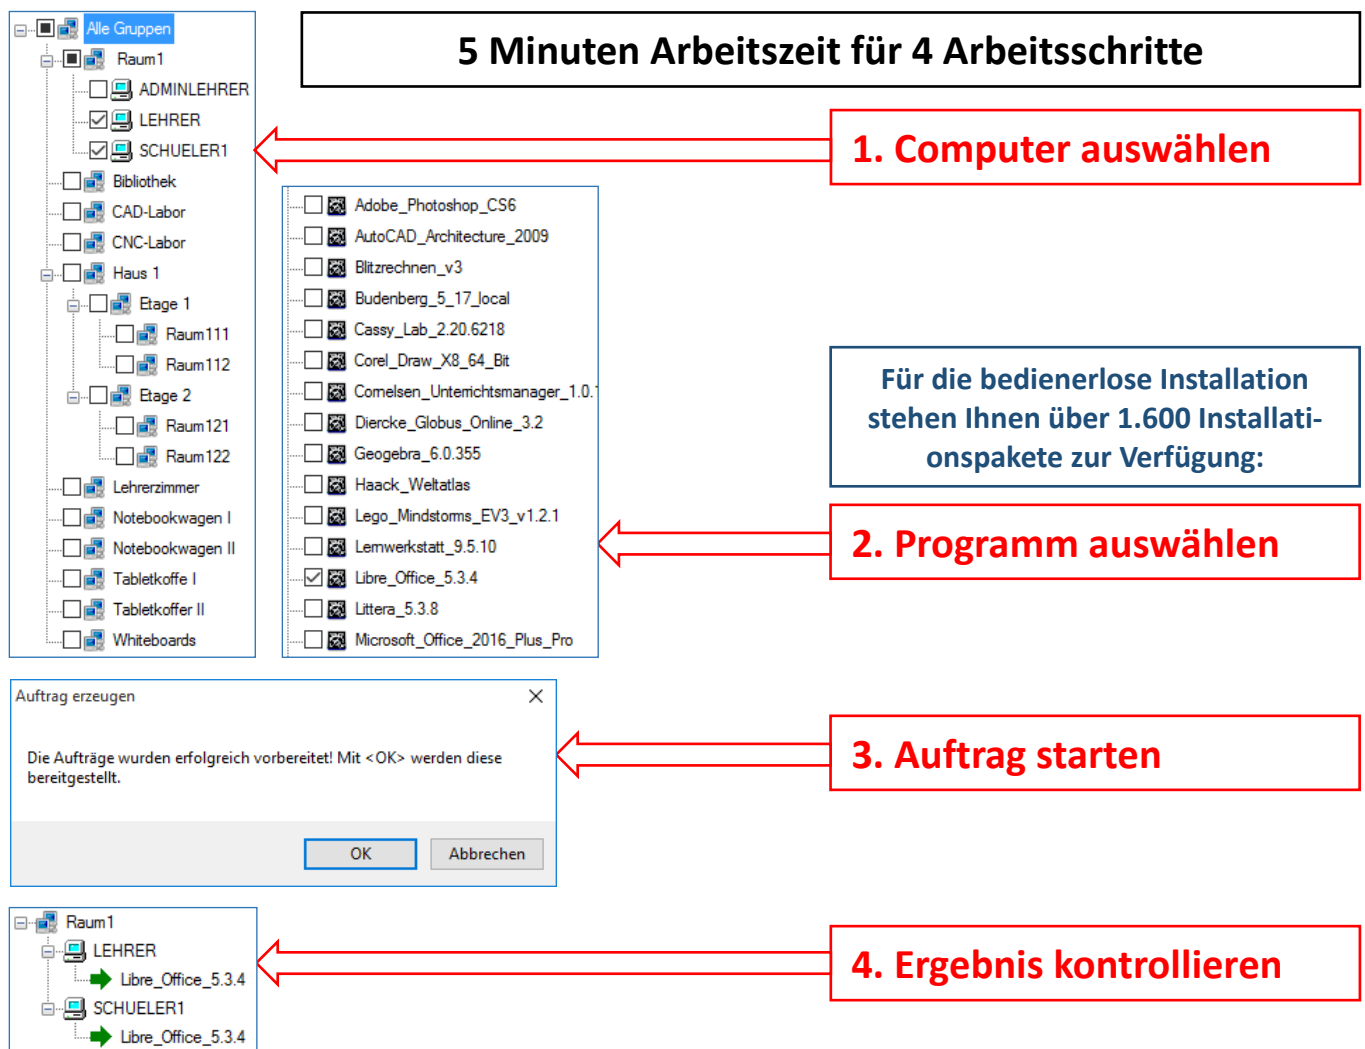 Alle Gruppen
Raum1
ADMINLEHRER
LEHRER
SCHUELER1
Bibliothek
CAD-Labor
CNC-Labor
Haus 1
Etage 1
Raum111
Raum112
Etage 2
Raum121
Raum122
Lehrerzimmer
Notebookwagen I
Notebookwagen II
Tabletkoffe I
Tabletkoffer II
Whiteboards
5 Minuten Arbeitszeit für 4 Arbeitsschritte
1. Computer auswählen
Adobe_Photoshop_CS6
AutoCAD_Architecture_2009
Blitzrechnen_v3
Budenberg_5_17_local
Cassy_Lab_2.20.6218
Corel_Draw_X8_64_Bit
Cornelsen_Unterrichtsmanager_1.0.
Diercke_Globus_Online_3.2
Geogebra_6.0.355
Haack_Weltatlas
Lego_Mindstorms_EV3_v1.2.1
Lernwerkstatt_9.5.10
Libre_Office_5.3.4
Littera_5.3.8
Microsoft_Office_2016_Plus_Pro
Für die bedienerlose Installation
stehen Ihnen über 1.600 Installati-
onspakete zur Verfügung:
2. Programm auswählen
Auftrag erzeugen
Die Aufträge wurden erfolgreich vorbereitet! Mit <OK> werden diese
bereitgestellt.
OK
Abbrechen
3. Auftrag starten
Raum1
LEHRER
Libre_Office_5.3.4
SCHUELER1
Libre_Office_5.3.4
4. Ergebnis kontrollieren